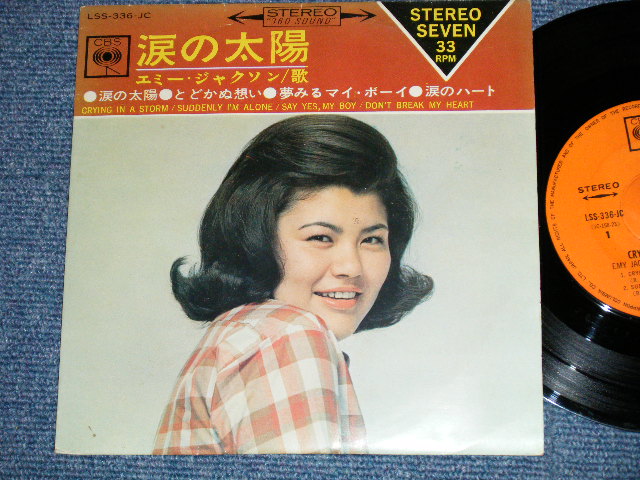 LSS-336-JC
STEREO
"360 SOUND"
STEREO
SEVEN
33
RPM
CBS
涙の太陽
エミー・ジャクソン/歌
●涙の太陽●とどかぬ想い●夢みるマイ・ボーイ●涙のハート
CRYING IN A STORM/SUDDENLY I'M ALONE/SAY YES, MY BOY/DON'T BREAK MY HEART
STEREO
LSS-336-JC
1
CRY
EMY JAC